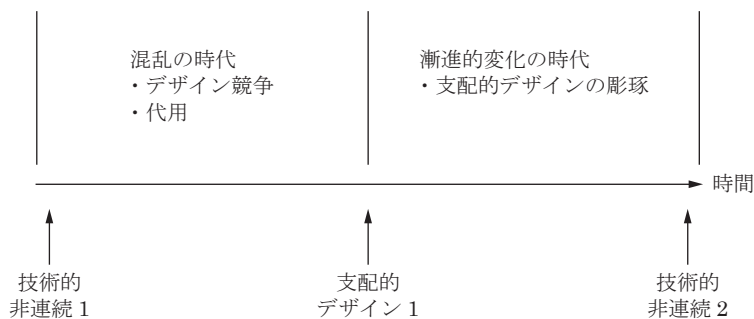 混乱の時代
・デザイン競争
・代用
漸進的変化の時代
・支配的デザインの彫琢
時間
技術的
非連続 1
支配的
デザイン 1
技術的
非連続 2